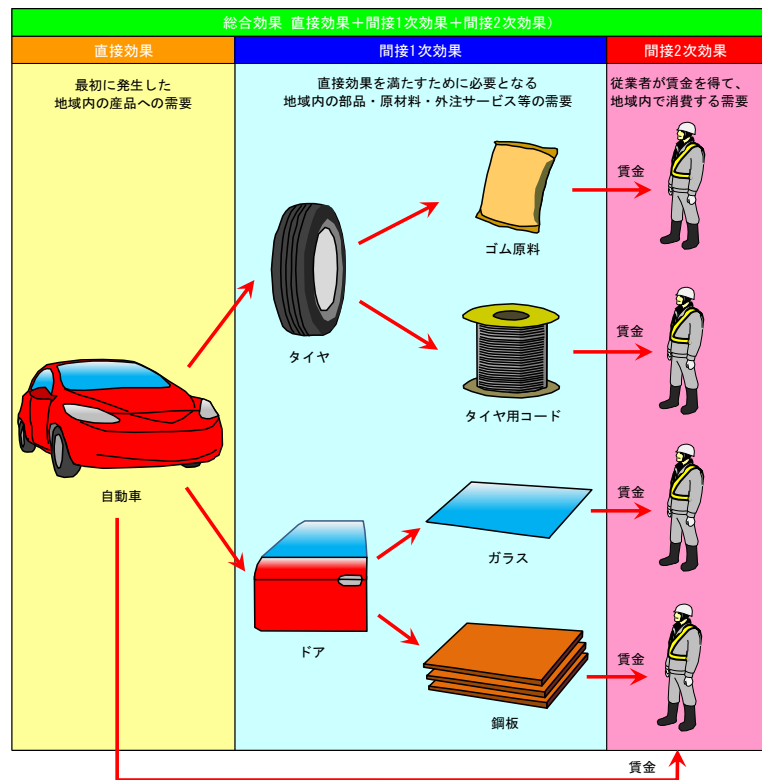 総合効果 直接効果＋間接1次効果＋間接2次効果）
直接効果
間接1次効果
間接2次効果
最初に発生した
地域内の産品への需要
直接効果を満たすために必要となる
地域内の部品・原材料・外注サービス等の需要
従業者が賃金を得て、
地域内で消費する需要
賃金
ゴム原料
タイヤ
賃金
タイヤ用コード
自動車
賃金
ガラス
ドア
賃金
鋼板
賃金